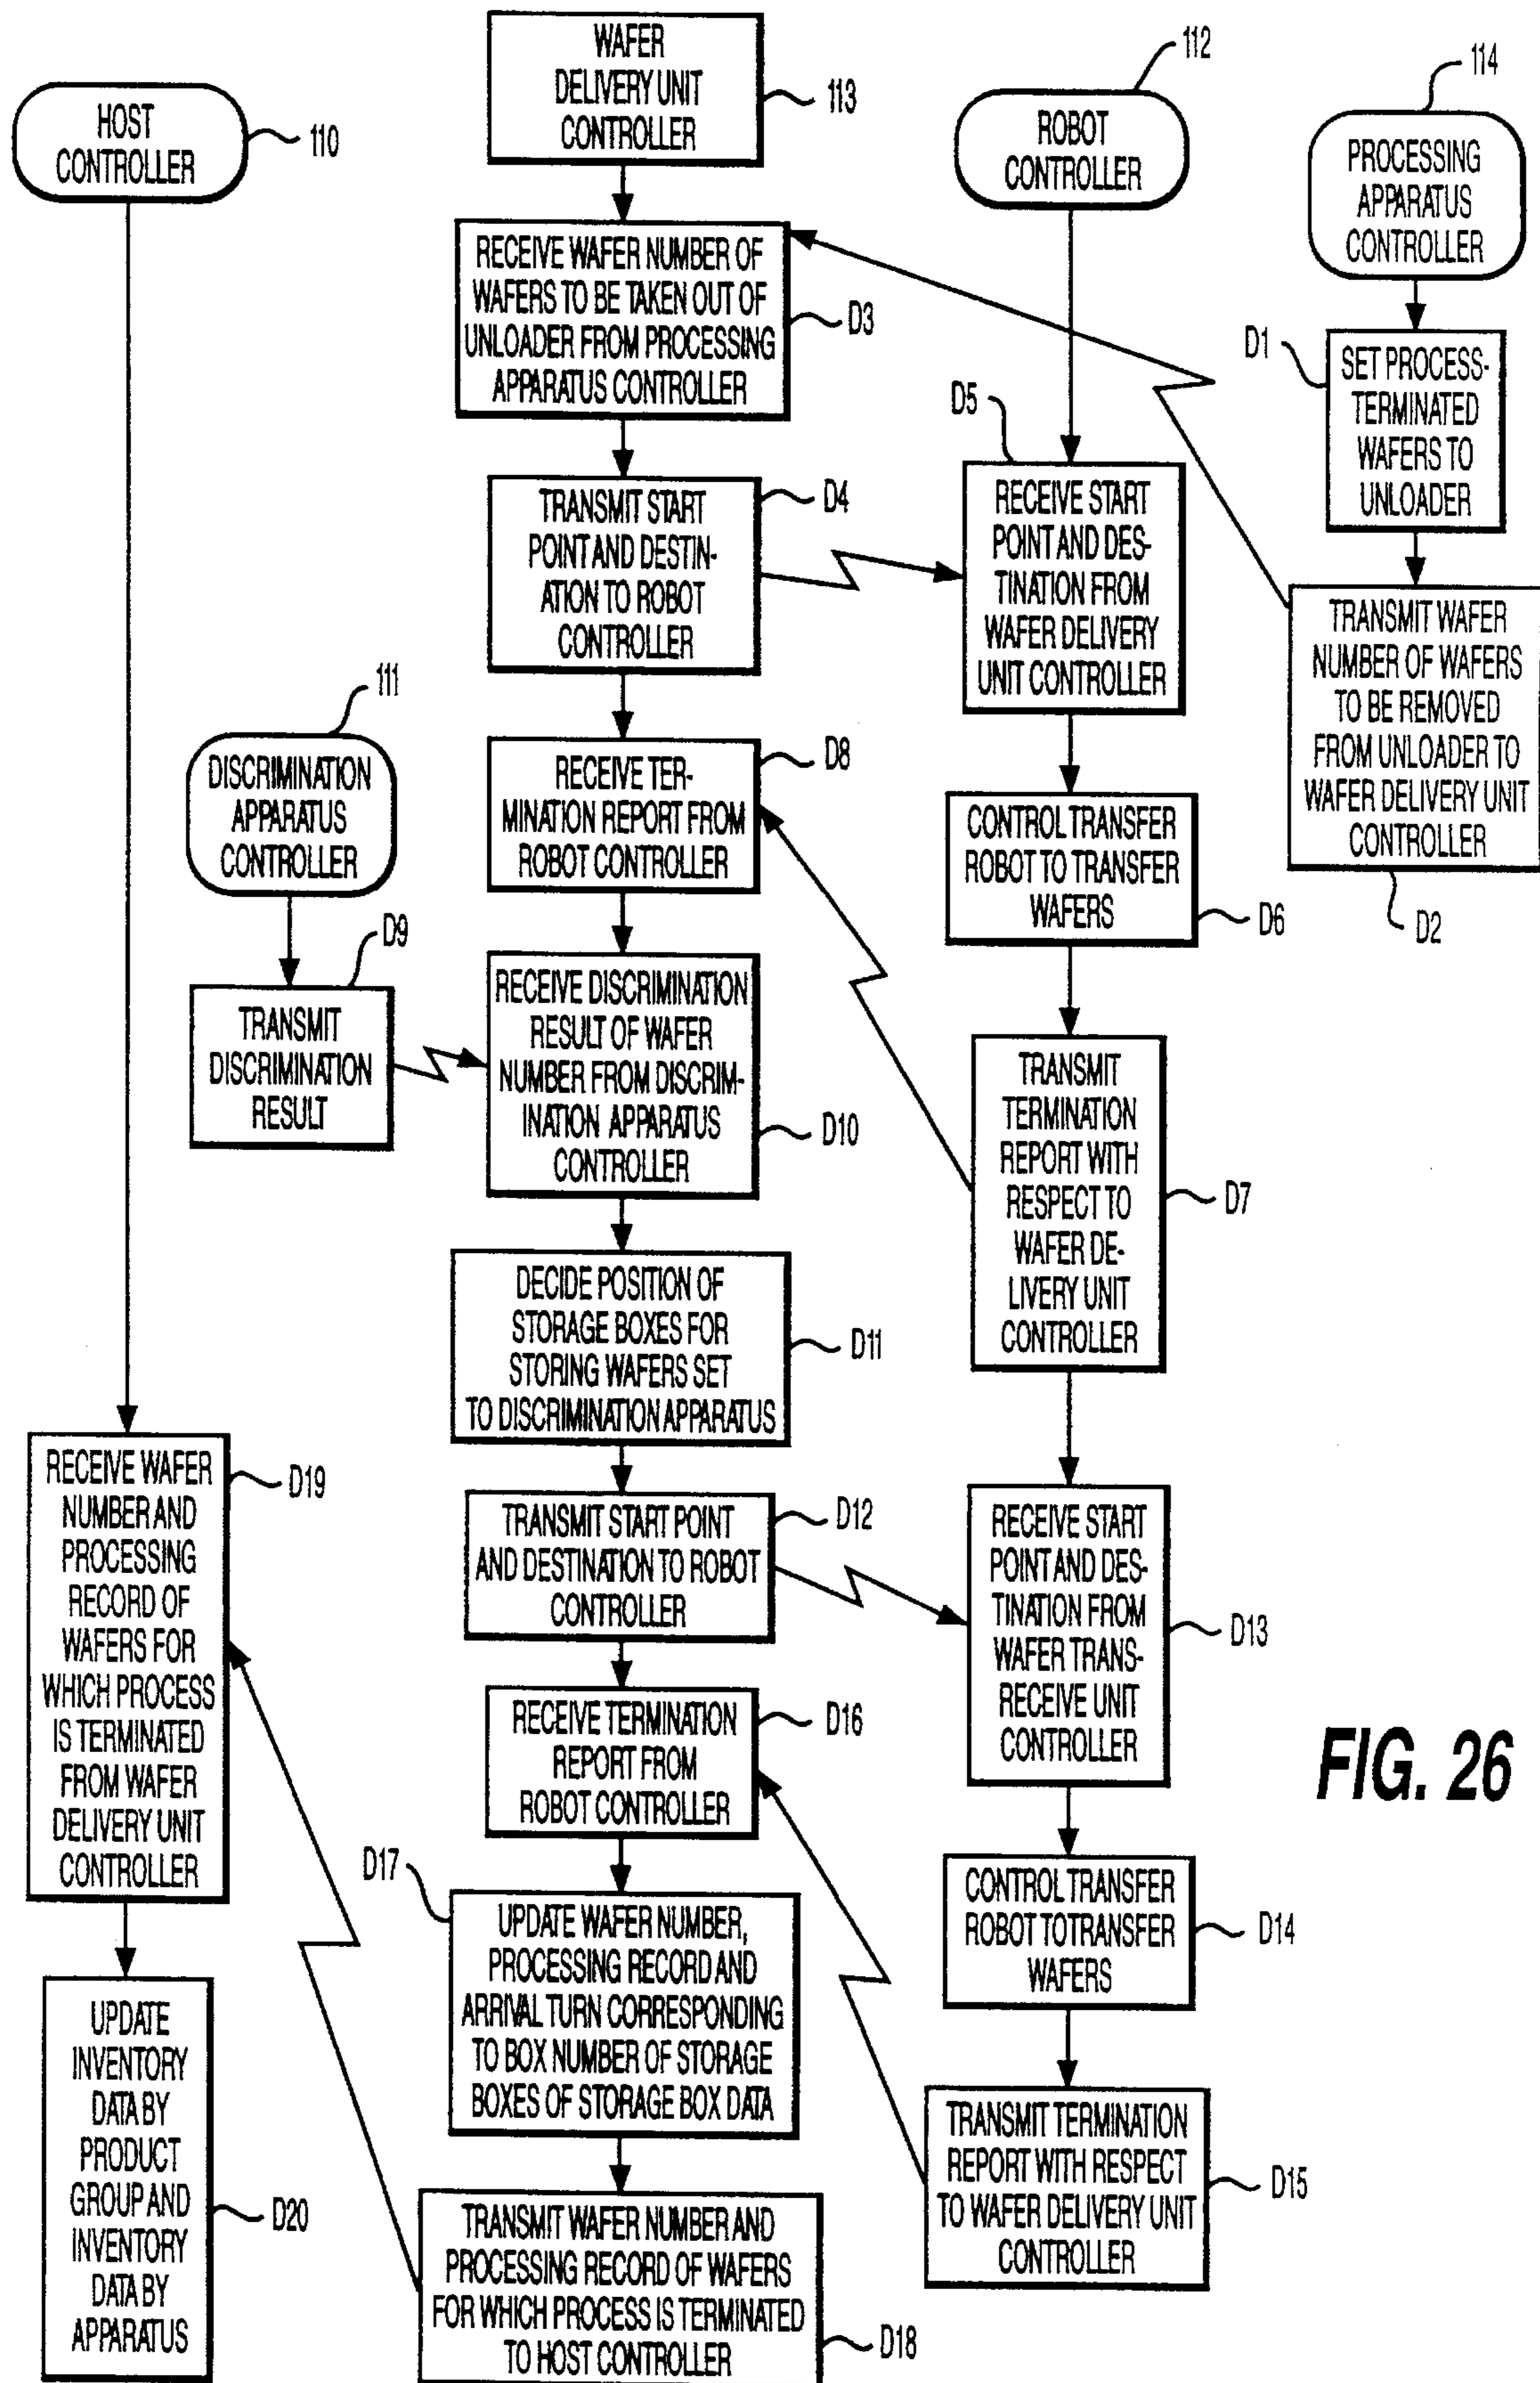 HOST
CONTROLLER
110
WAFER
DELIVERY UNIT
CONTROLLER
113
ROBOT
CONTROLLER
112
PROCESSING
APPARATUS
CONTROLLER
114
D1
SET PROCESS-
TERMINATED
WAFERS TO
UNLOADER
TRANSMIT WAFER
NUMBER OF WAFERS
TO BE REMOVED
FROM UNLOADER TO
WAFER DELIVERY UNIT
CONTROLLER
D2
RECEIVE WAFER NUMBER OF
WAFERS TO BE TAKEN OUT OF
UNLOADER FROM PROCESSING
APPARATUS CONTROLLER
D3
TRANSMIT START
POINT AND DESTIN-
ATION TO ROBOT
CONTROLLER
D4
D5
RECEIVE START
POINT AND DES-
TINATION FROM
WAFER DELIVERY
UNIT CONTROLLER
CONTROL TRANSFER
ROBOT TO TRANSFER
WAFERS
D6
TRANSMIT
TERMINATION
REPORT WITH
RESPECT TO
WAFER DE-
LIVERY UNIT
CONTROLLER
D7
RECEIVE TER-
MINATION REPORT FROM
ROBOT CONTROLLER
D8
111
DISCRIMINATION
APPARATUS
CONTROLLER
D9
TRANSMIT
DISCRIMINATION
RESULT
RECEIVE DISCRIMINATION
RESULT OF WAFER
NUMBER FROM DISCRIM-
INATION APPARATUS
CONTROLLER
D10
DECIDE POSITION OF
STORAGE BOXES FOR
STORING WAFERS SET
TO DISCRIMINATION APPARATUS
D11
TRANSMIT START POINT
AND DESTINATION TO ROBOT
CONTROLLER
D12
RECEIVE START
POINT AND DES-
TINATION FROM
WAFER TRANS-
RECEIVE UNIT
CONTROLLER
D13
CONTROL TRANSFER
ROBOT TO TRANSFER
WAFERS
D14
TRANSMIT TERMINATION
REPORT WITH RESPECT
TO WAFER DELIVERY UNIT
CONTROLLER
D15
RECEIVE TERMINATION
REPORT FROM
ROBOT CONTROLLER
D16
D17
UPDATE WAFER NUMBER,
PROCESSING RECORD AND
ARRIVAL TURN CORRESPONDING
TO BOX NUMBER OF STORAGE
BOXES OF STORAGE BOX DATA
TRANSMIT WAFER NUMBER AND
PROCESSING RECORD OF WAFERS
FOR WHICH PROCESS IS TERMINATED
TO HOST CONTROLLER
D18
RECEIVE WAFER
NUMBER AND
PROCESSING
RECORD OF
WAFERS FOR
WHICH PROCESS
IS TERMINATED
FROM WAFER
DELIVERY UNIT
CONTROLLER
D19
UPDATE
INVENTORY
DATA BY
PRODUCT
GROUP AND
INVENTORY
DATA BY
APPARATUS
D20
FIG. 26